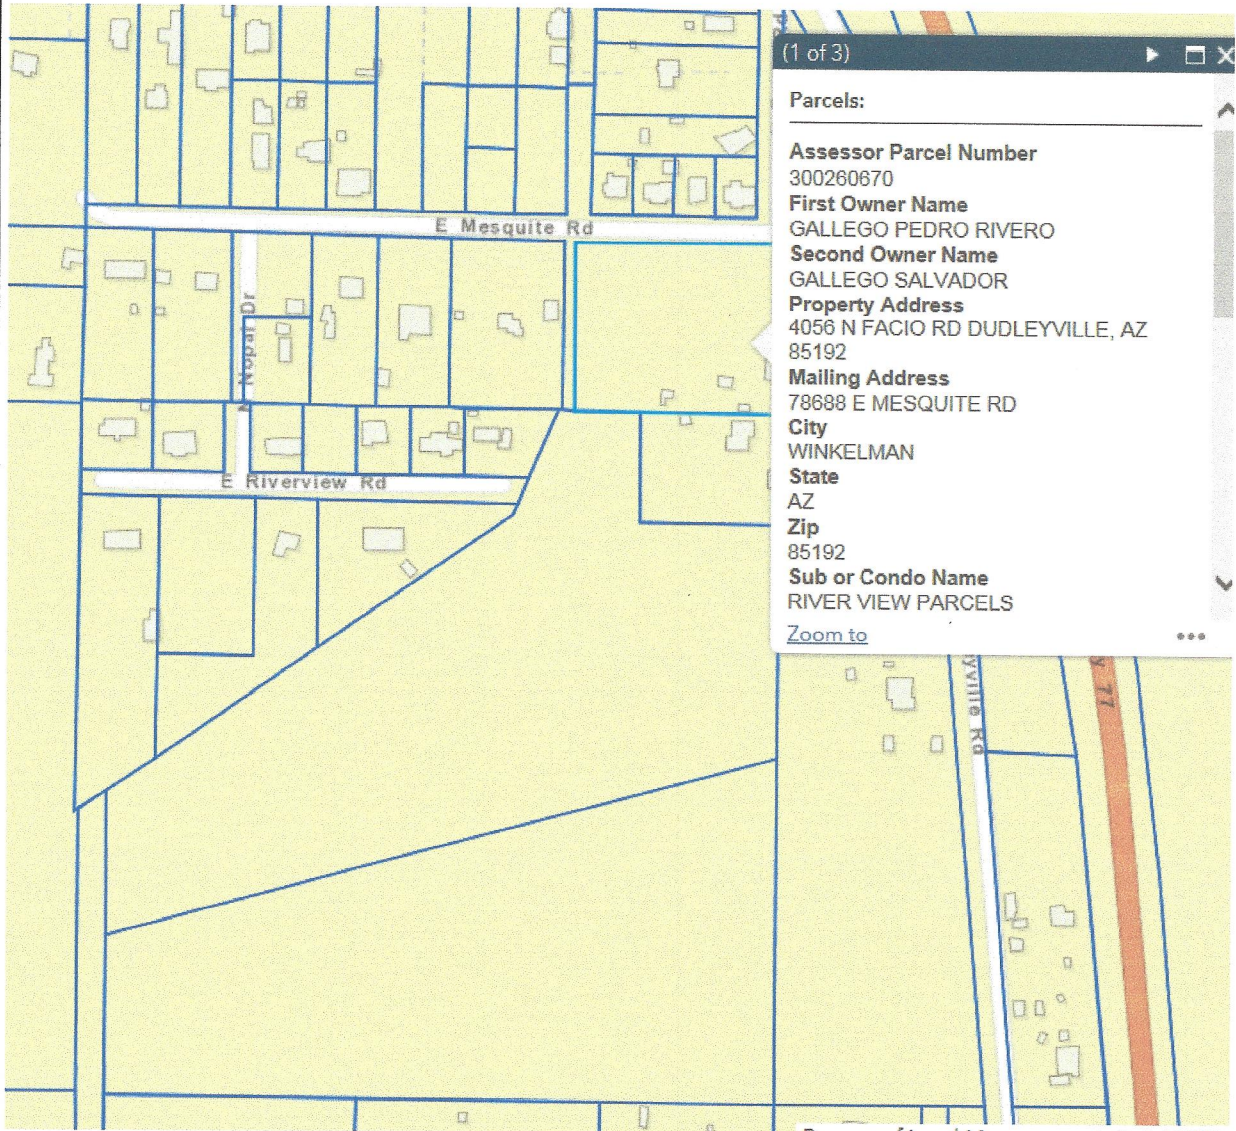 (1 of 3)
Parcels:
Assessor Parcel Number
300260670
First Owner Name
GALLEGO PEDRO RIVERO
Second Owner Name
GALLEGO SALVADOR
Property Address
4056 N FACIO RD DUDLEYVILLE, AZ
85192
Mailing Address
78688 E MESQUITE RD
City
WINKELMAN
State
AZ
Zip
85192
Sub or Condo Name
RIVER VIEW PARCELS
Zoom to
E Mesquite Rd
N Nopal Dr
E Riverview Rd
yville Rd
y 77